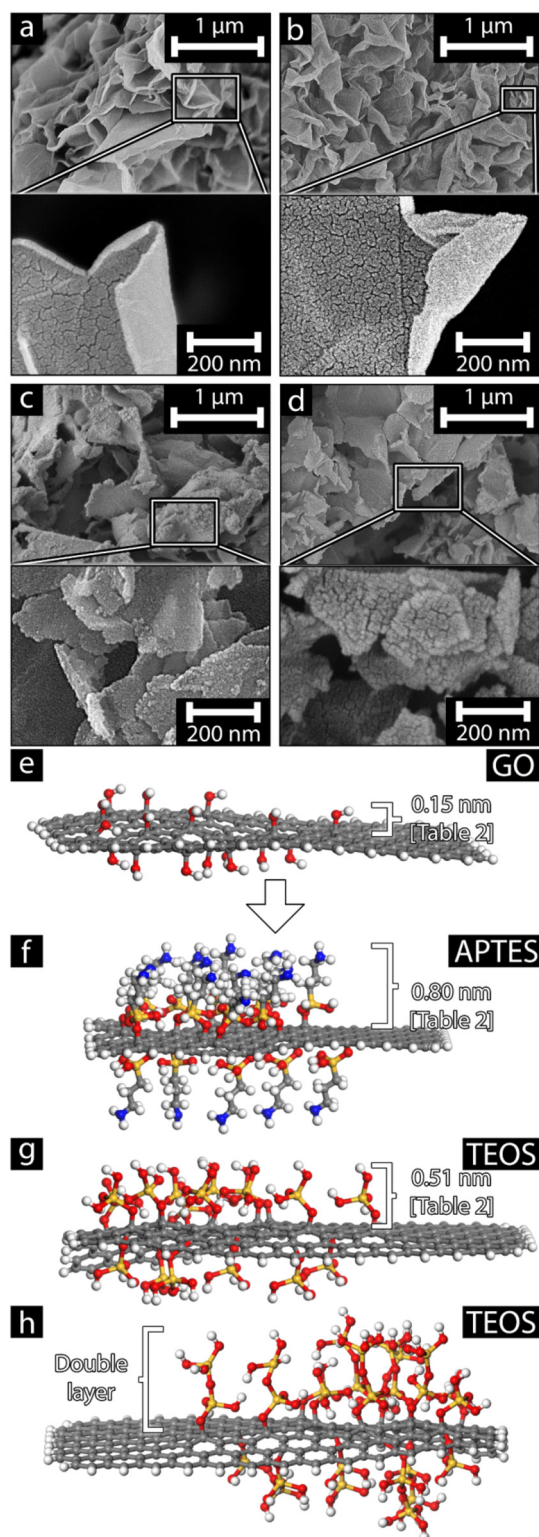 a
1 µm
b
1 µm
200 nm
200 nm
c
1 µm
d
1 µm
200 nm
200 nm
e
GO
0.15 nm
[Table 2]
f
APTES
0.80 nm
[Table 2]
g
TEOS
0.51 nm
[Table 2]
h
TEOS
Double
layer